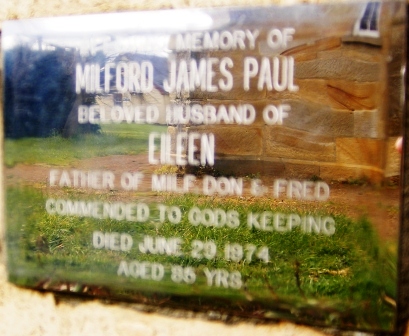 MEMORY OF
MILFORD JAMES PAUL
BELOVED HUSBAND OF
EILEEN
FATHER OF MILF DON & FRED
COMMENDED TO GODS KEEPING
DIED JUNE 29 1974
AGED 85 YRS.